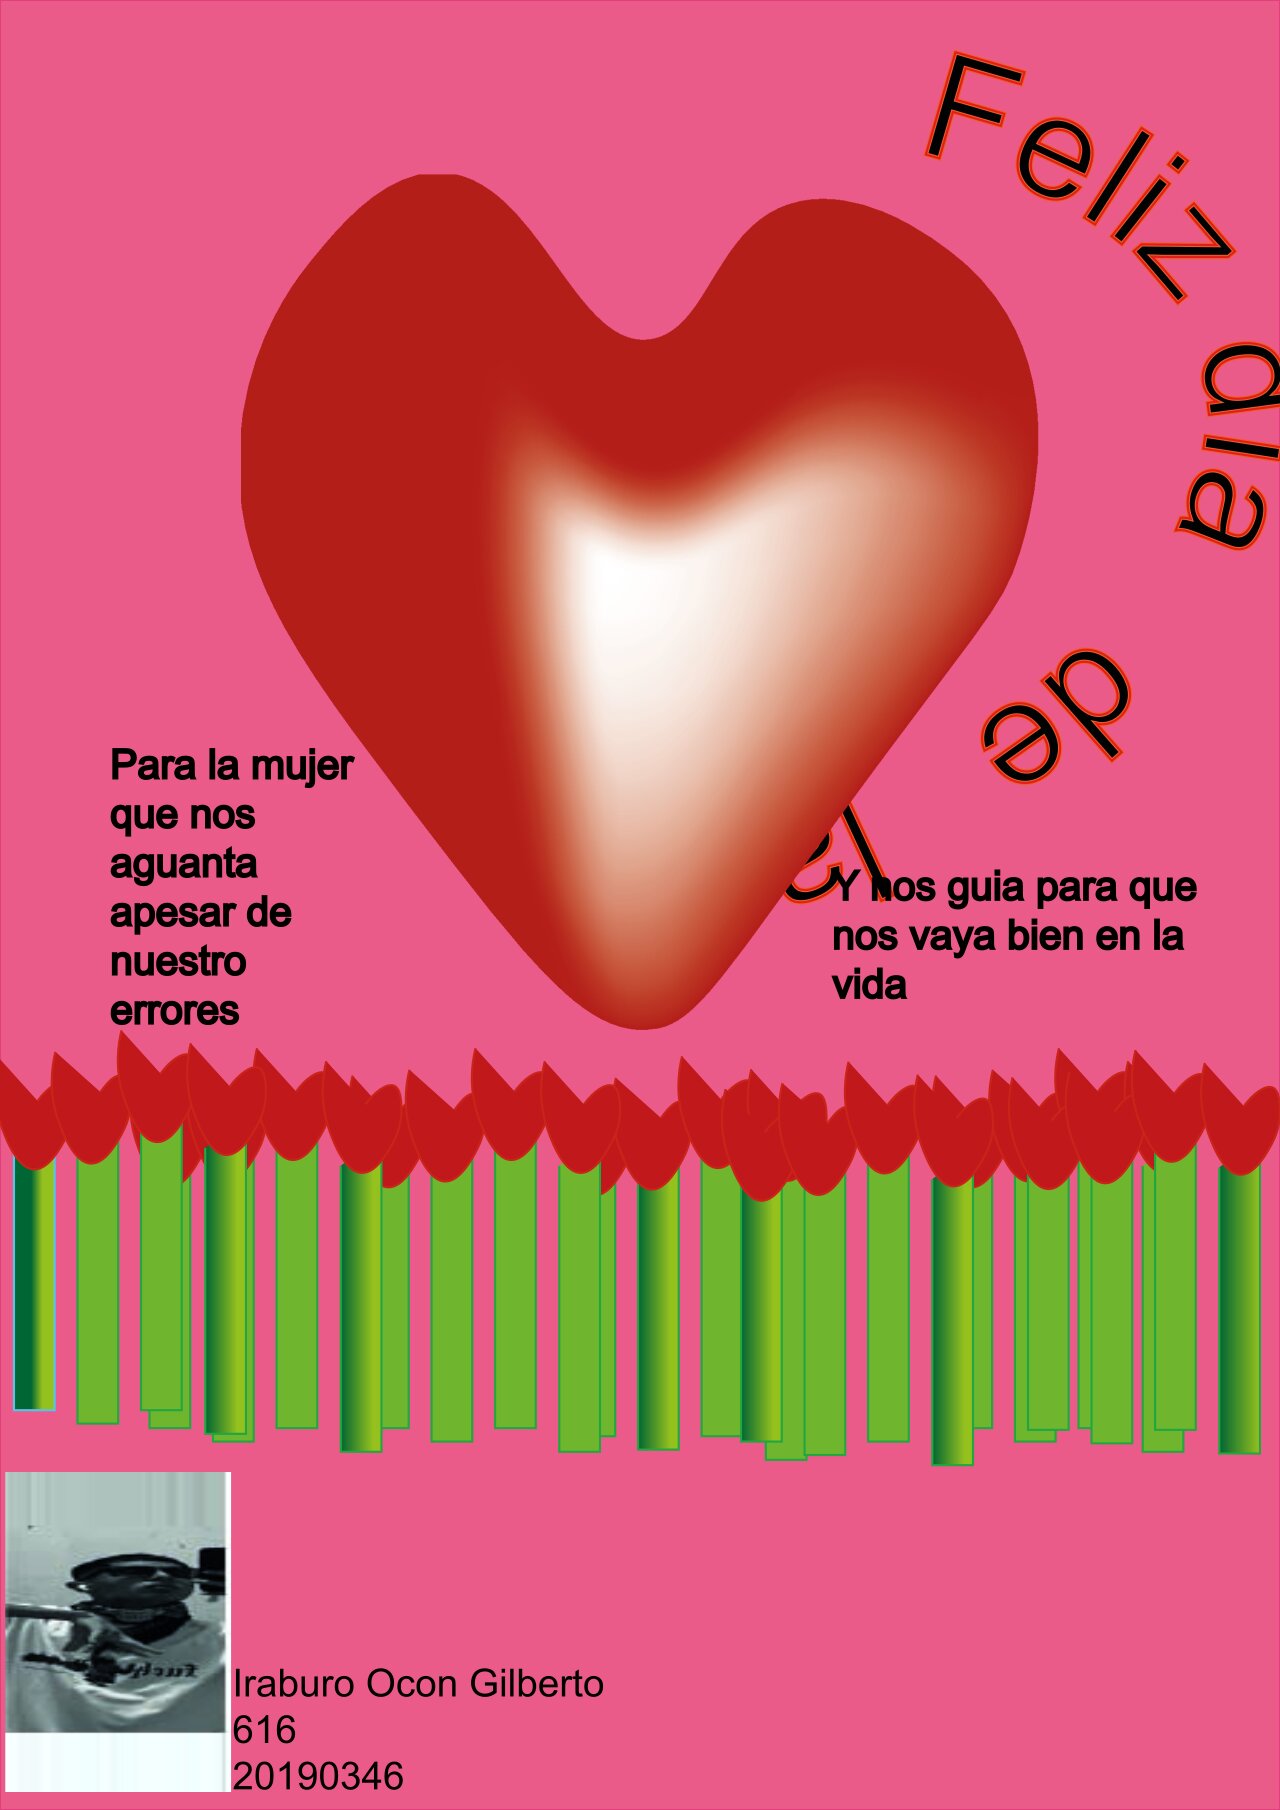 Feliz dia de la
Para la mujer
que nos
aguanta
apesar de
nuestro
errores
Y nos guia para que
nos vaya bien en la
vida
Iraburo Ocon Gilberto
616
20190346